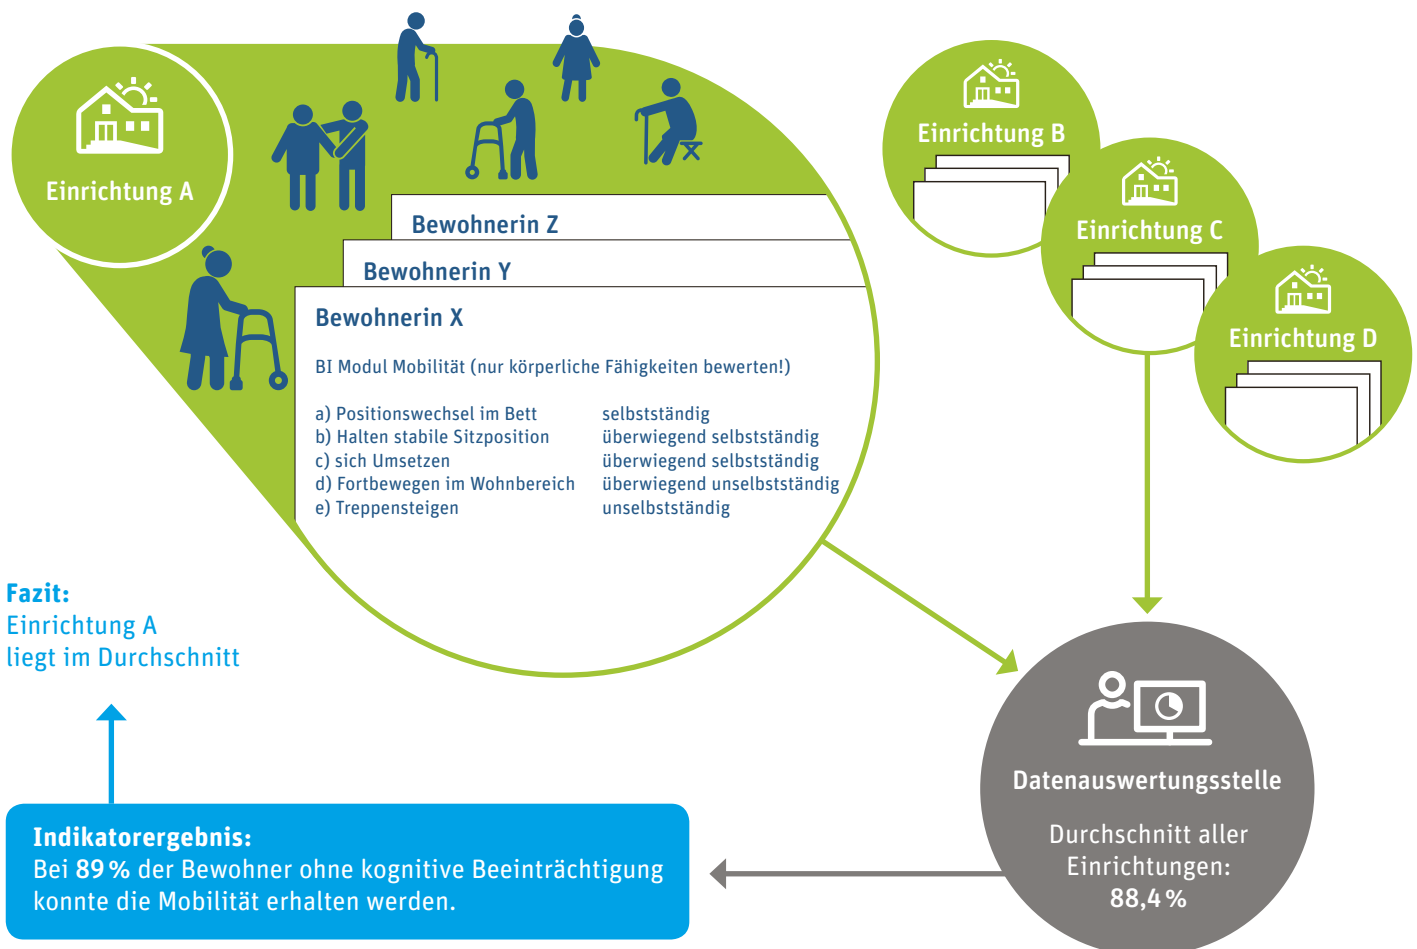 Einrichtung A
Bewohnerin Z
Bewohnerin Y
Bewohnerin X
BI Modul Mobilität (nur körperliche Fähigkeiten bewerten!)
a) Positionswechsel im Bett selbstständig
b) Halten stabile Sitzposition überwiegend selbstständig
c) sich Umsetzen überwiegend selbstständig
d) Fortbewegen im Wohnbereich überwiegend unselbstständig
e) Treppensteigen unselbstständig
Einrichtung B
Einrichtung C
Einrichtung D
Datenauswertungsstelle
Durchschnitt aller
Einrichtungen:
88,4 %
Indikatorergebnis:
Bei 89 % der Bewohner ohne kognitive Beeinträchtigung
konnte die Mobilität erhalten werden.
Fazit:
Einrichtung A
liegt im Durchschnitt